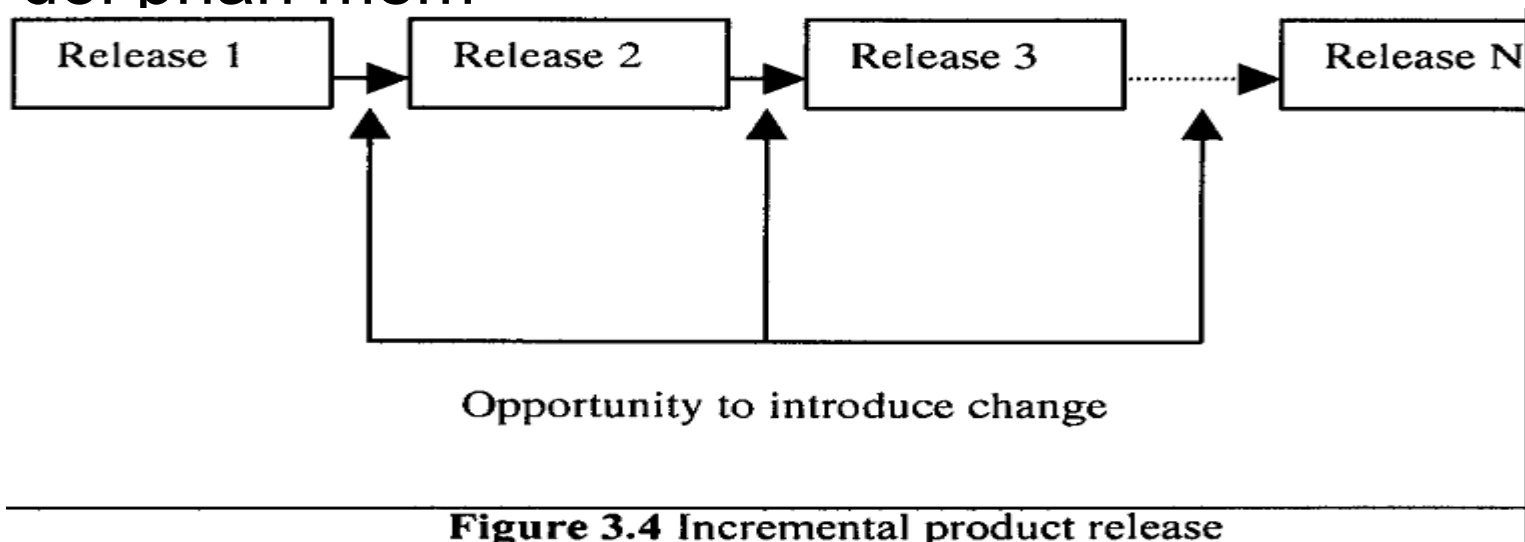 Release 1 Release 2 Release 3 Release N
Opportunity to introduce change
Figure 3.4 Incremental product release